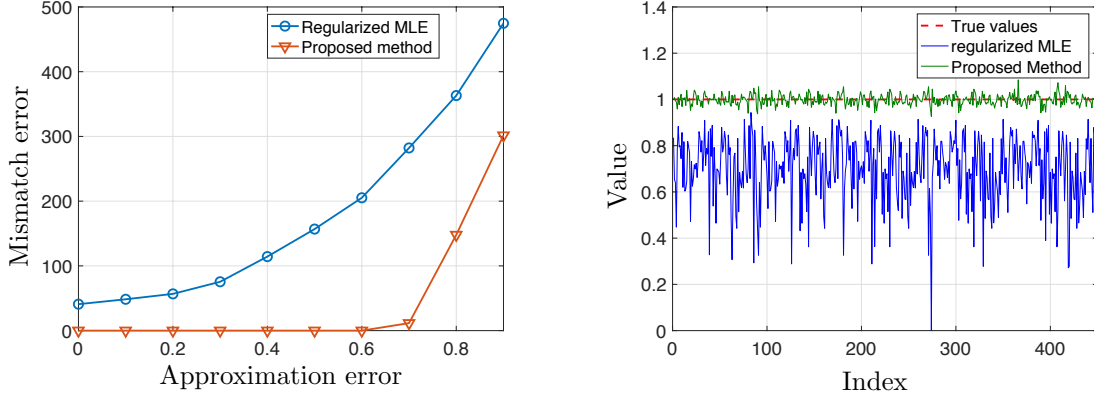 500
400
300
200
100
0
Mismatch error
0
0.2
0.4
0.6
0.8
Approximation error
Regularized MLE
Proposed method
1.4
1.2
1
0.8
0.6
0.4
0.2
0
Value
0
100
200
300
400
Index
True values
regularized MLE
Proposed Method